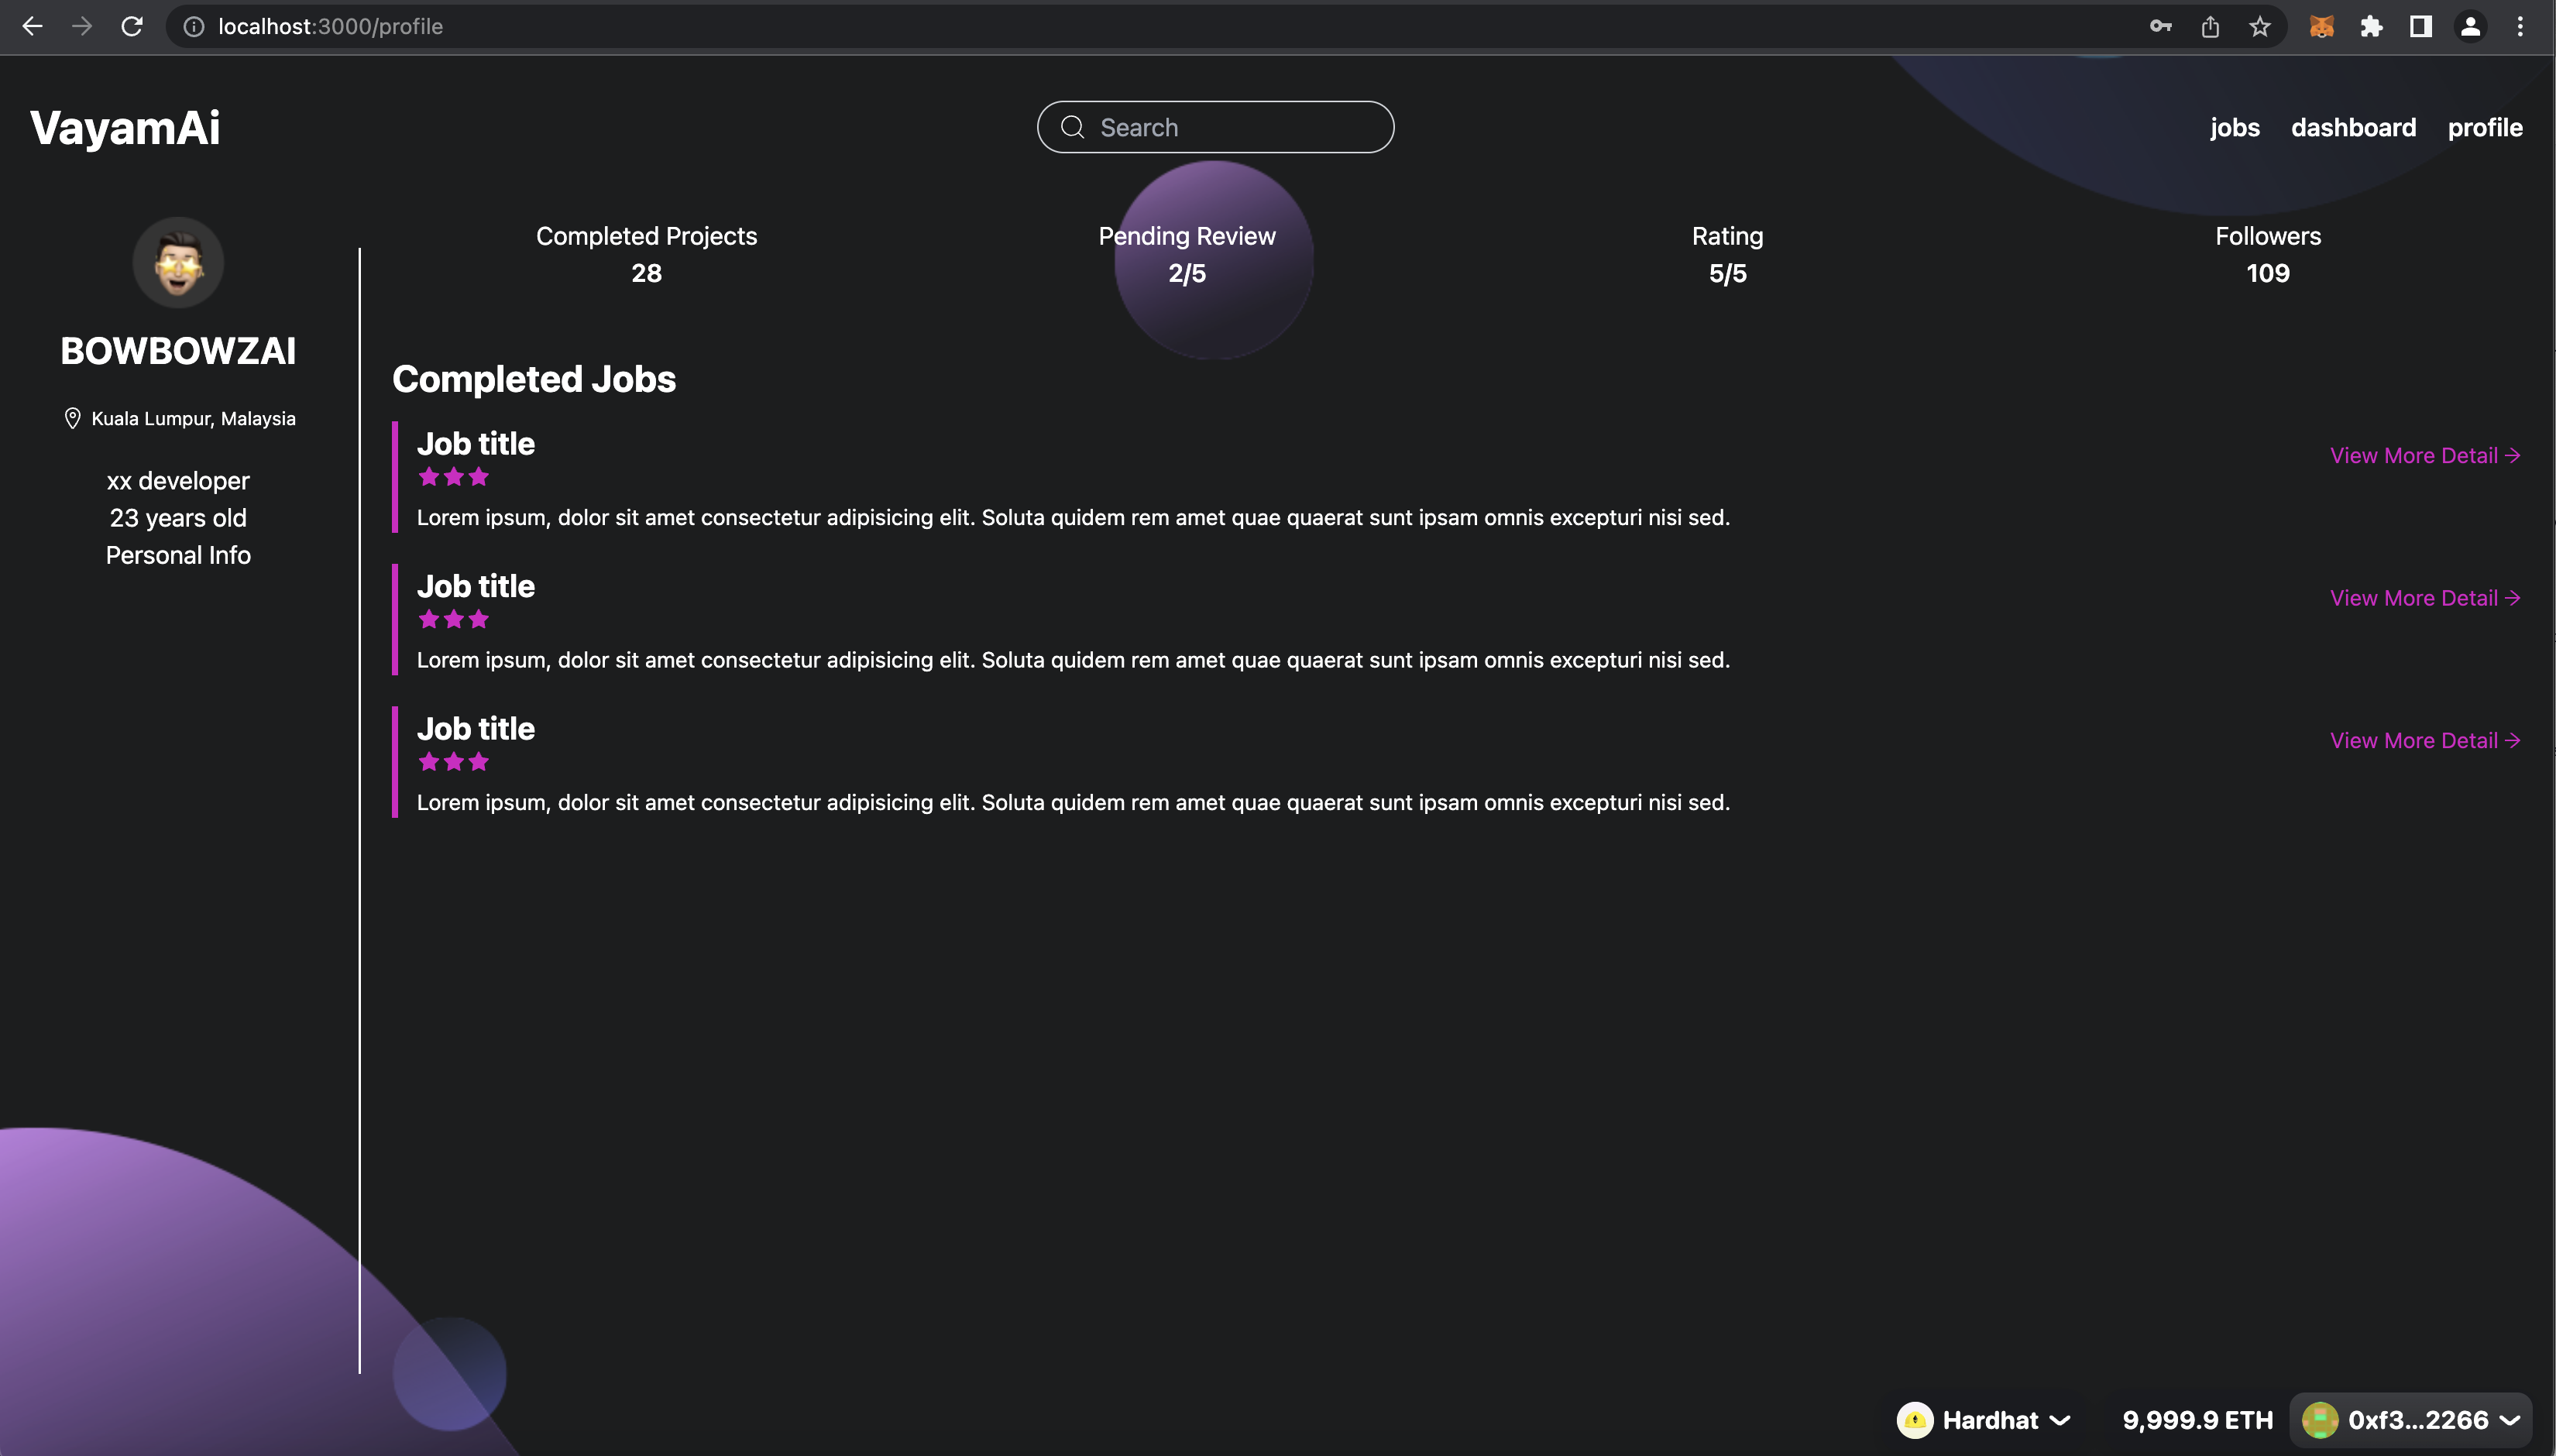 localhost:3000/profile
VayamAi
Search
jobs dashboard profile
BOWBOWZAI
Kuala Lumpur, Malaysia
xx developer
23 years old
Personal Info
Completed Projects
28
Pending Review
2/5
Rating
5/5
Followers
109
Completed Jobs
Job title
View More Detail →
Lorem ipsum, dolor sit amet consectetur adipisicing elit. Soluta quidem rem amet quae quaerat sunt ipsam omnis excepturi nisi sed.
Job title
View More Detail →
Lorem ipsum, dolor sit amet consectetur adipisicing elit. Soluta quidem rem amet quae quaerat sunt ipsam omnis excepturi nisi sed.
Job title
View More Detail →
Lorem ipsum, dolor sit amet consectetur adipisicing elit. Soluta quidem rem amet quae quaerat sunt ipsam omnis excepturi nisi sed.
Hardhat 9,999.9 ETH 0xf3...2266